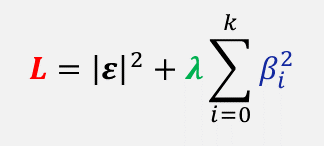 L = |ε|² + λ ∑_{i=0}^{k} β_i²